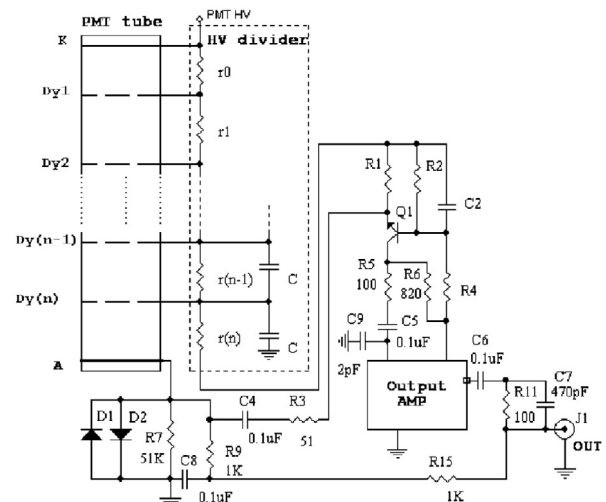 PMT tube
PMT HV
HV divider
K
r0
Dy1
r1
Dy2
R1
R2
C2
Q1
Dy(n-1)
r(n-1)
C
R5
100
R6
820
R4
Dy(n)
r(n)
C
C9
2pF
C5
0.1uF
C6
0.1uF
A
Output
AMP
C7
470pF
R11
100
J1
OUT
D1
D2
R7
51K
C4
0.1uF
R3
51
R9
1K
C8
0.1uF
R15
1K